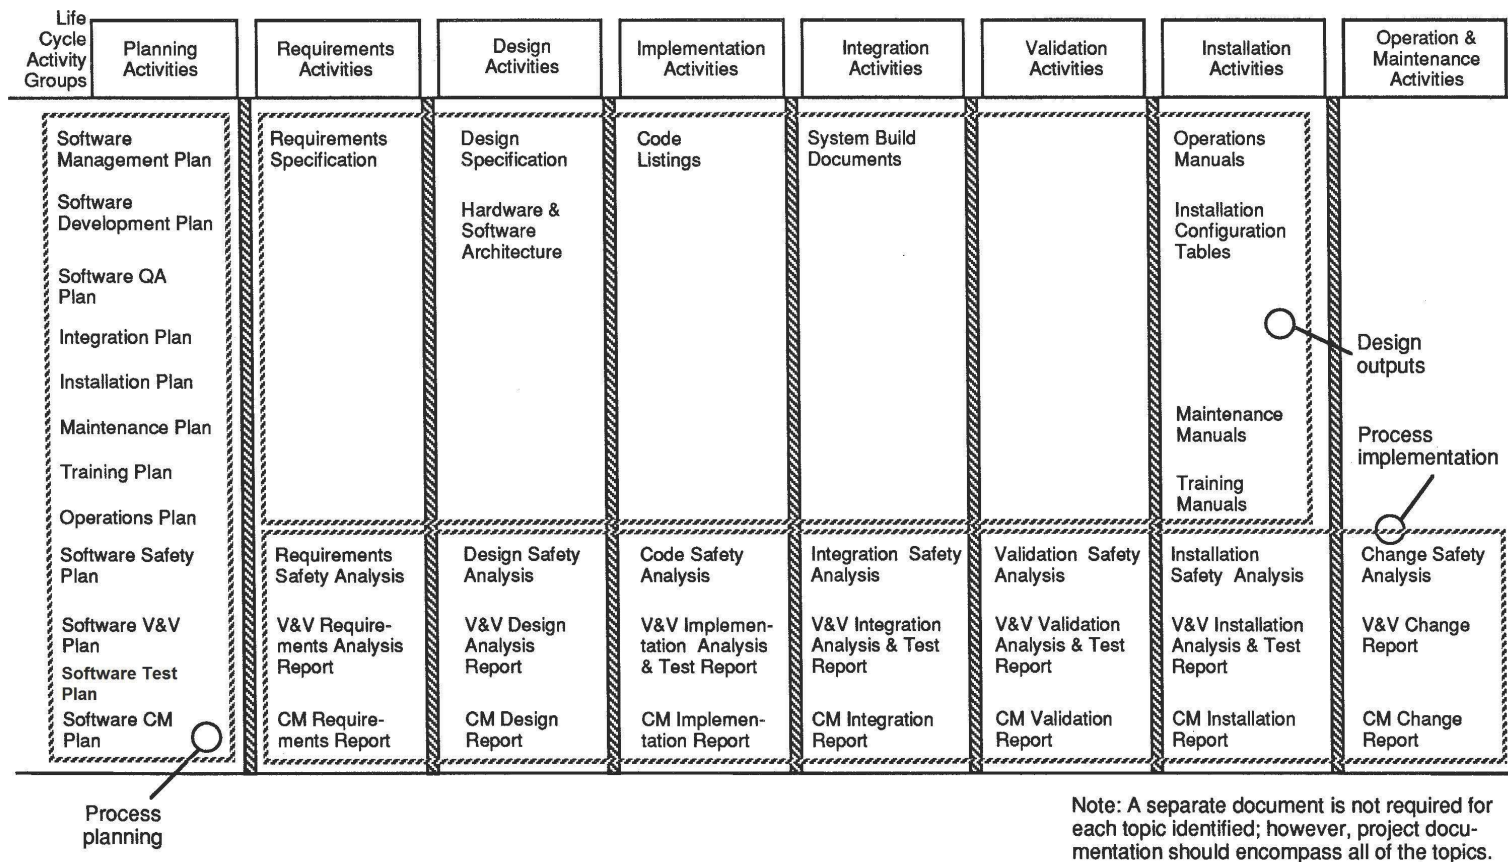 Life
Cycle
Activity
Groups
Planning
Activities
Requirements
Activities
Design
Activities
Implementation
Activities
Integration
Activities
Validation
Activities
Installation
Activities
Operation &
Maintenance
Activities
Software
Management Plan
Software
Development Plan
Software QA
Plan
Integration Plan
Installation Plan
Maintenance Plan
Training Plan
Operations Plan
Software Safety
Plan
Software V&V
Plan
Software Test
Plan
Software CM
Plan
Process
planning
Requirements
Specification
Requirements
Safety Analysis
V&V Require-
ments Analysis
Report
CM Require-
ments Report
Design
Specification
Hardware &
Software
Architecture
Design Safety
Analysis
V&V Design
Analysis
Report
CM Design
Report
Code
Listings
Code Safety
Analysis
V&V Implemen-
tation Analysis
& Test Report
CM Implemen-
tation Report
System Build
Documents
Integration Safety
Analysis
V&V Integration
Analysis & Test
Report
CM Integration
Report
Validation Safety
Analysis
V&V Validation
Analysis & Test
Report
CM Validation
Report
Operations
Manuals
Installation
Configuration
Tables
Maintenance
Manuals
Training
Manuals
Installation
Safety Analysis
V&V Installation
Analysis & Test
Report
CM Installation
Report
Design
outputs
Process
implementation
Change Safety
Analysis
V&V Change
Report
CM Change
Report
Note: A separate document is not required for
each topic identified; however, project docu-
mentation should encompass all of the topics.